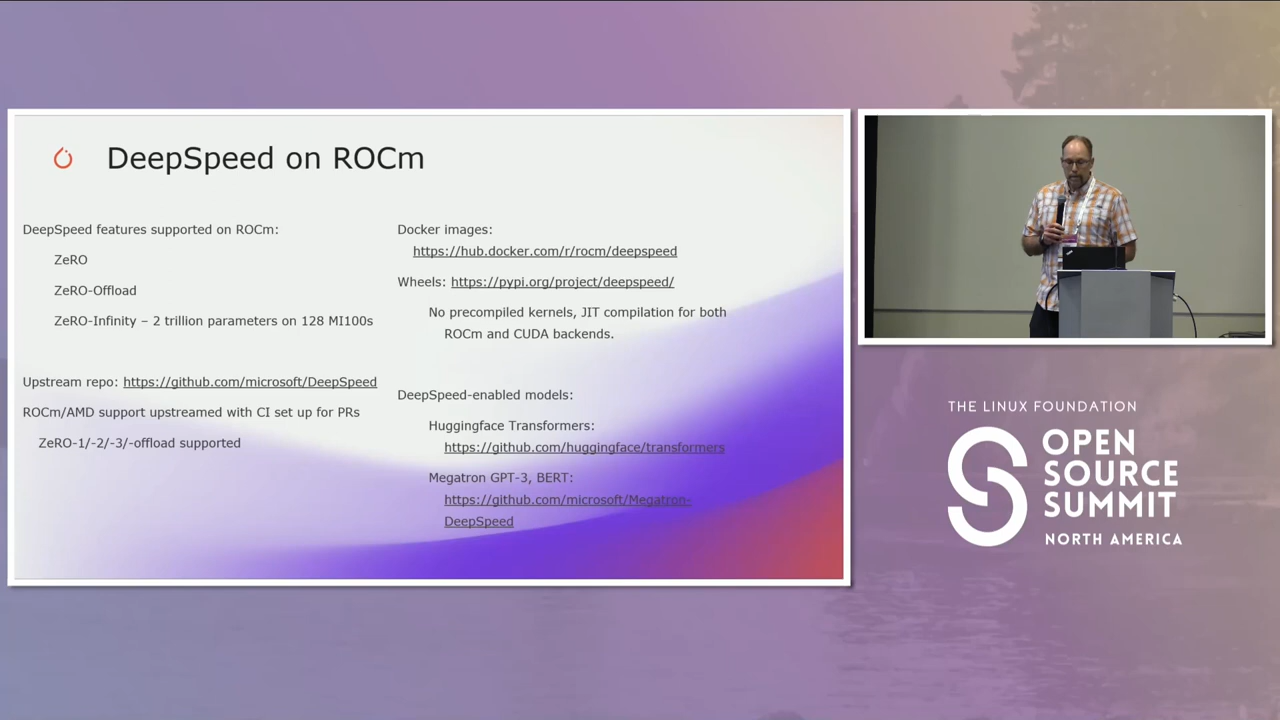 DeepSpeed on ROCm
DeepSpeed features supported on ROCm:
ZeRO
ZeRO-Offload
ZeRO-Infinity – 2 trillion parameters on 128 MI100s
Upstream repo: https://github.com/microsoft/DeepSpeed
ROCm/AMD support upstreamed with CI set up for PRs
ZeRO-1/-2/-3/-offload supported
Docker images:
https://hub.docker.com/r/rocm/deepspeed
Wheels: https://pypi.org/project/deepspeed/
No precompiled kernels, JIT compilation for both
ROCm and CUDA backends.
DeepSpeed-enabled models:
Huggingface Transformers:
https://github.com/huggingface/transformers
Megatron GPT-3, BERT:
https://github.com/microsoft/Megatron-
DeepSpeed
THE LINUX FOUNDATION
OPEN
SOURCE
SUMMIT
NORTH AMERICA